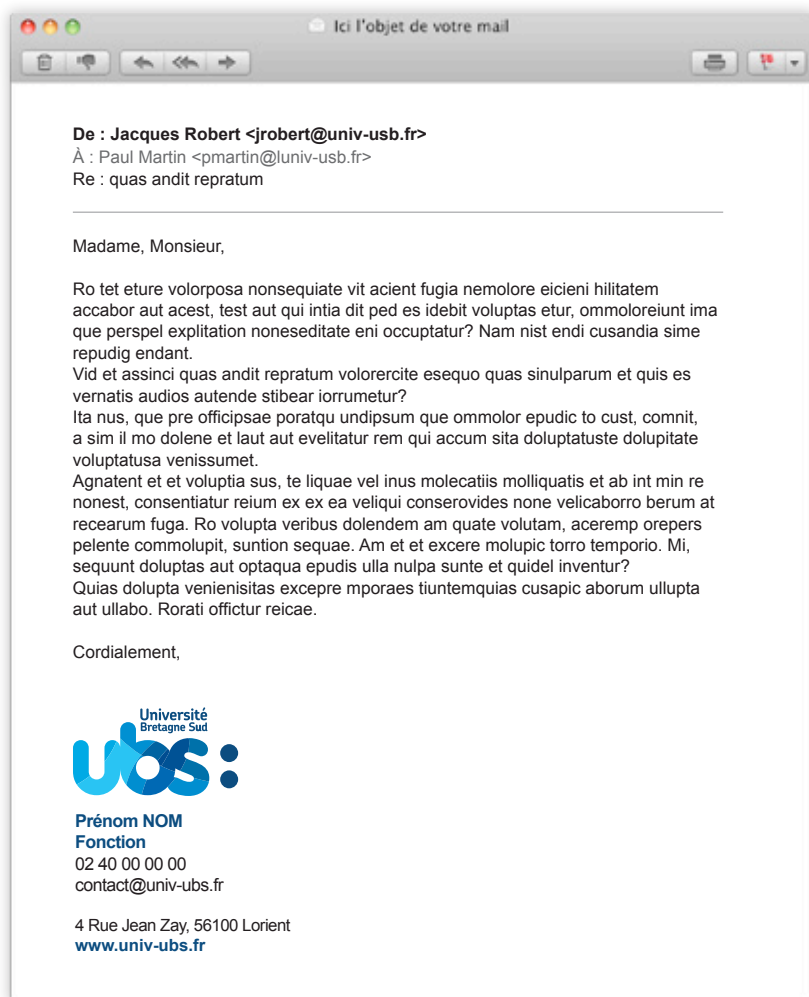 Ici l'objet de votre mail
De : Jacques Robert <jrobert@univ-usb.fr>
À : Paul Martin <pmartin@luniv-usb.fr>
Re : quas andit repratum
Madame, Monsieur,
Ro tet eture volorposa nonsequiate vit acient fugia nemolore eicieni hilitatem
accabor aut acest, test aut qui intia dit ped es idebit voluptas etur, ommoloreiunt ima
que perspel explitation noneseditate eni occuptatur? Nam nist endi cusandia sime
repudig endant.
Vid et assinci quas andit repratum volorercite esequo quas sinulparum et quis es
vernatis audios autende stibear iorrumetur?
Ita nus, que pre officipsae poratqu undipsum que ommolor epudic to cust, comnit,
a sim il mo dolene et laut aut evelitatur rem qui accum sita doluptatuste dolupitate
voluptatusa venissumet.
Agnatent et et voluptia sus, te liquae vel inus molecatiis molliquatis et ab int min re
nonest, consentiatur reium ex ex ea veliqui conserovides none velicaborro berum at
recearum fuga. Ro volupta veribus dolendem am quate volutam, aceremp orepers
pelente commolupit, suntion sequae. Am et et excere molupic torro temporio. Mi,
sequunt doluptas aut optaqua epudis ulla nulpa sunte et quidel inventur?
Quias dolupta venienisitas excepre mporaes tiuntemquias cusapic aborum ullupta
aut ullabo. Rorati offictur reicae.
Cordialement,
Université
Bretagne Sud
ubs:
Prénom NOM
Fonction
02 40 00 00 00
contact@univ-ubs.fr
4 Rue Jean Zay, 56100 Lorient
www.univ-ubs.fr